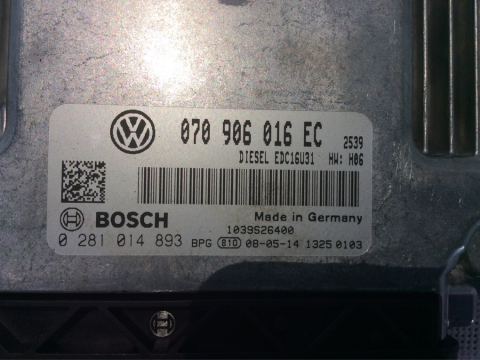 070 906 016 EC 2539
DIESEL EDC16U31 HW: H06
BOSCH Made in Germany
1039S26400
0 281 014 893 BPG 810 08-05-14 1325 0103